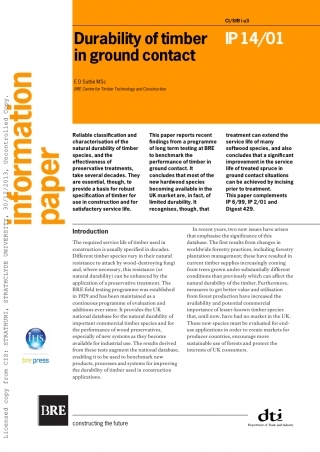 CI/SfB i u3
Durability of timber
in ground contact
IP 14/01
E D Suttie MSc
BRE Centre for Timber Technology and Construction
information
paper
Reliable classification and
characterisation of the
natural durability of timber
species, and the
effectiveness of
preservative treatments,
take several decades. They
are essential, though, to
provide a basis for robust
specification of timber for
use in construction and for
satisfactory service life.
This paper reports recent
findings from a programme
of long term testing at BRE
to benchmark the
performance of timber in
ground contact. It
concludes that most of the
new hardwood species
becoming available in the
UK market are, in fact, of
limited durability. It
recognises, though, that
treatment can extend the
service life of many
softwood species, and also
concludes that a significant
improvement in the service
life of treated spruce in
ground contact situations
can be achieved by incising
prior to treatment.
This paper complements
IP 6/99, IP 2/01 and
Digest 429.
Introduction
The required service life of timber used in
construction is usually specified in decades.
Different timber species vary in their natural
resistance to attack by wood-destroying fungi
and, where necessary, this resistance (or
natural durability) can be enhanced by the
application of a preservative treatment. The
BRE field testing programme was established
in 1929 and has been maintained as a
continuous programme of evaluation and
additions ever since. It provides the UK
national database for the natural durability of
important commercial timber species and for
the performance of wood preservatives,
especially of new systems as they become
available for industrial use. The results derived
from these tests augment the national database,
enabling it to be used to benchmark new
products, processes and systems for improving
the durability of timber used in construction
applications.
In recent years, two new issues have arisen
that emphasise the significance of this
database. The first results from changes in
worldwide forestry practices, including forestry
plantation management; these have resulted in
current timber supplies increasingly coming
from trees grown under substantially different
conditions than previously which can affect the
natural durability of the timber. Furthermore,
measures to get better value and utilisation
from forest production have increased the
availability and potential commercial
importance of lesser-known timber species
that, until now, have had no market in the UK.
These new species must be evaluated for end-
use applications in order to create markets for
producer countries, encourage more
sustainable use of forests and protect the
interests of UK consumers.
IHS
bre press
BRE
constructing the future
dti
Department of Trade and Industry
Licensed copy from CIS: STRATHUNI, STRATHCLYDE UNIVERSITY, 30/11/2013, Uncontrolled Copy.